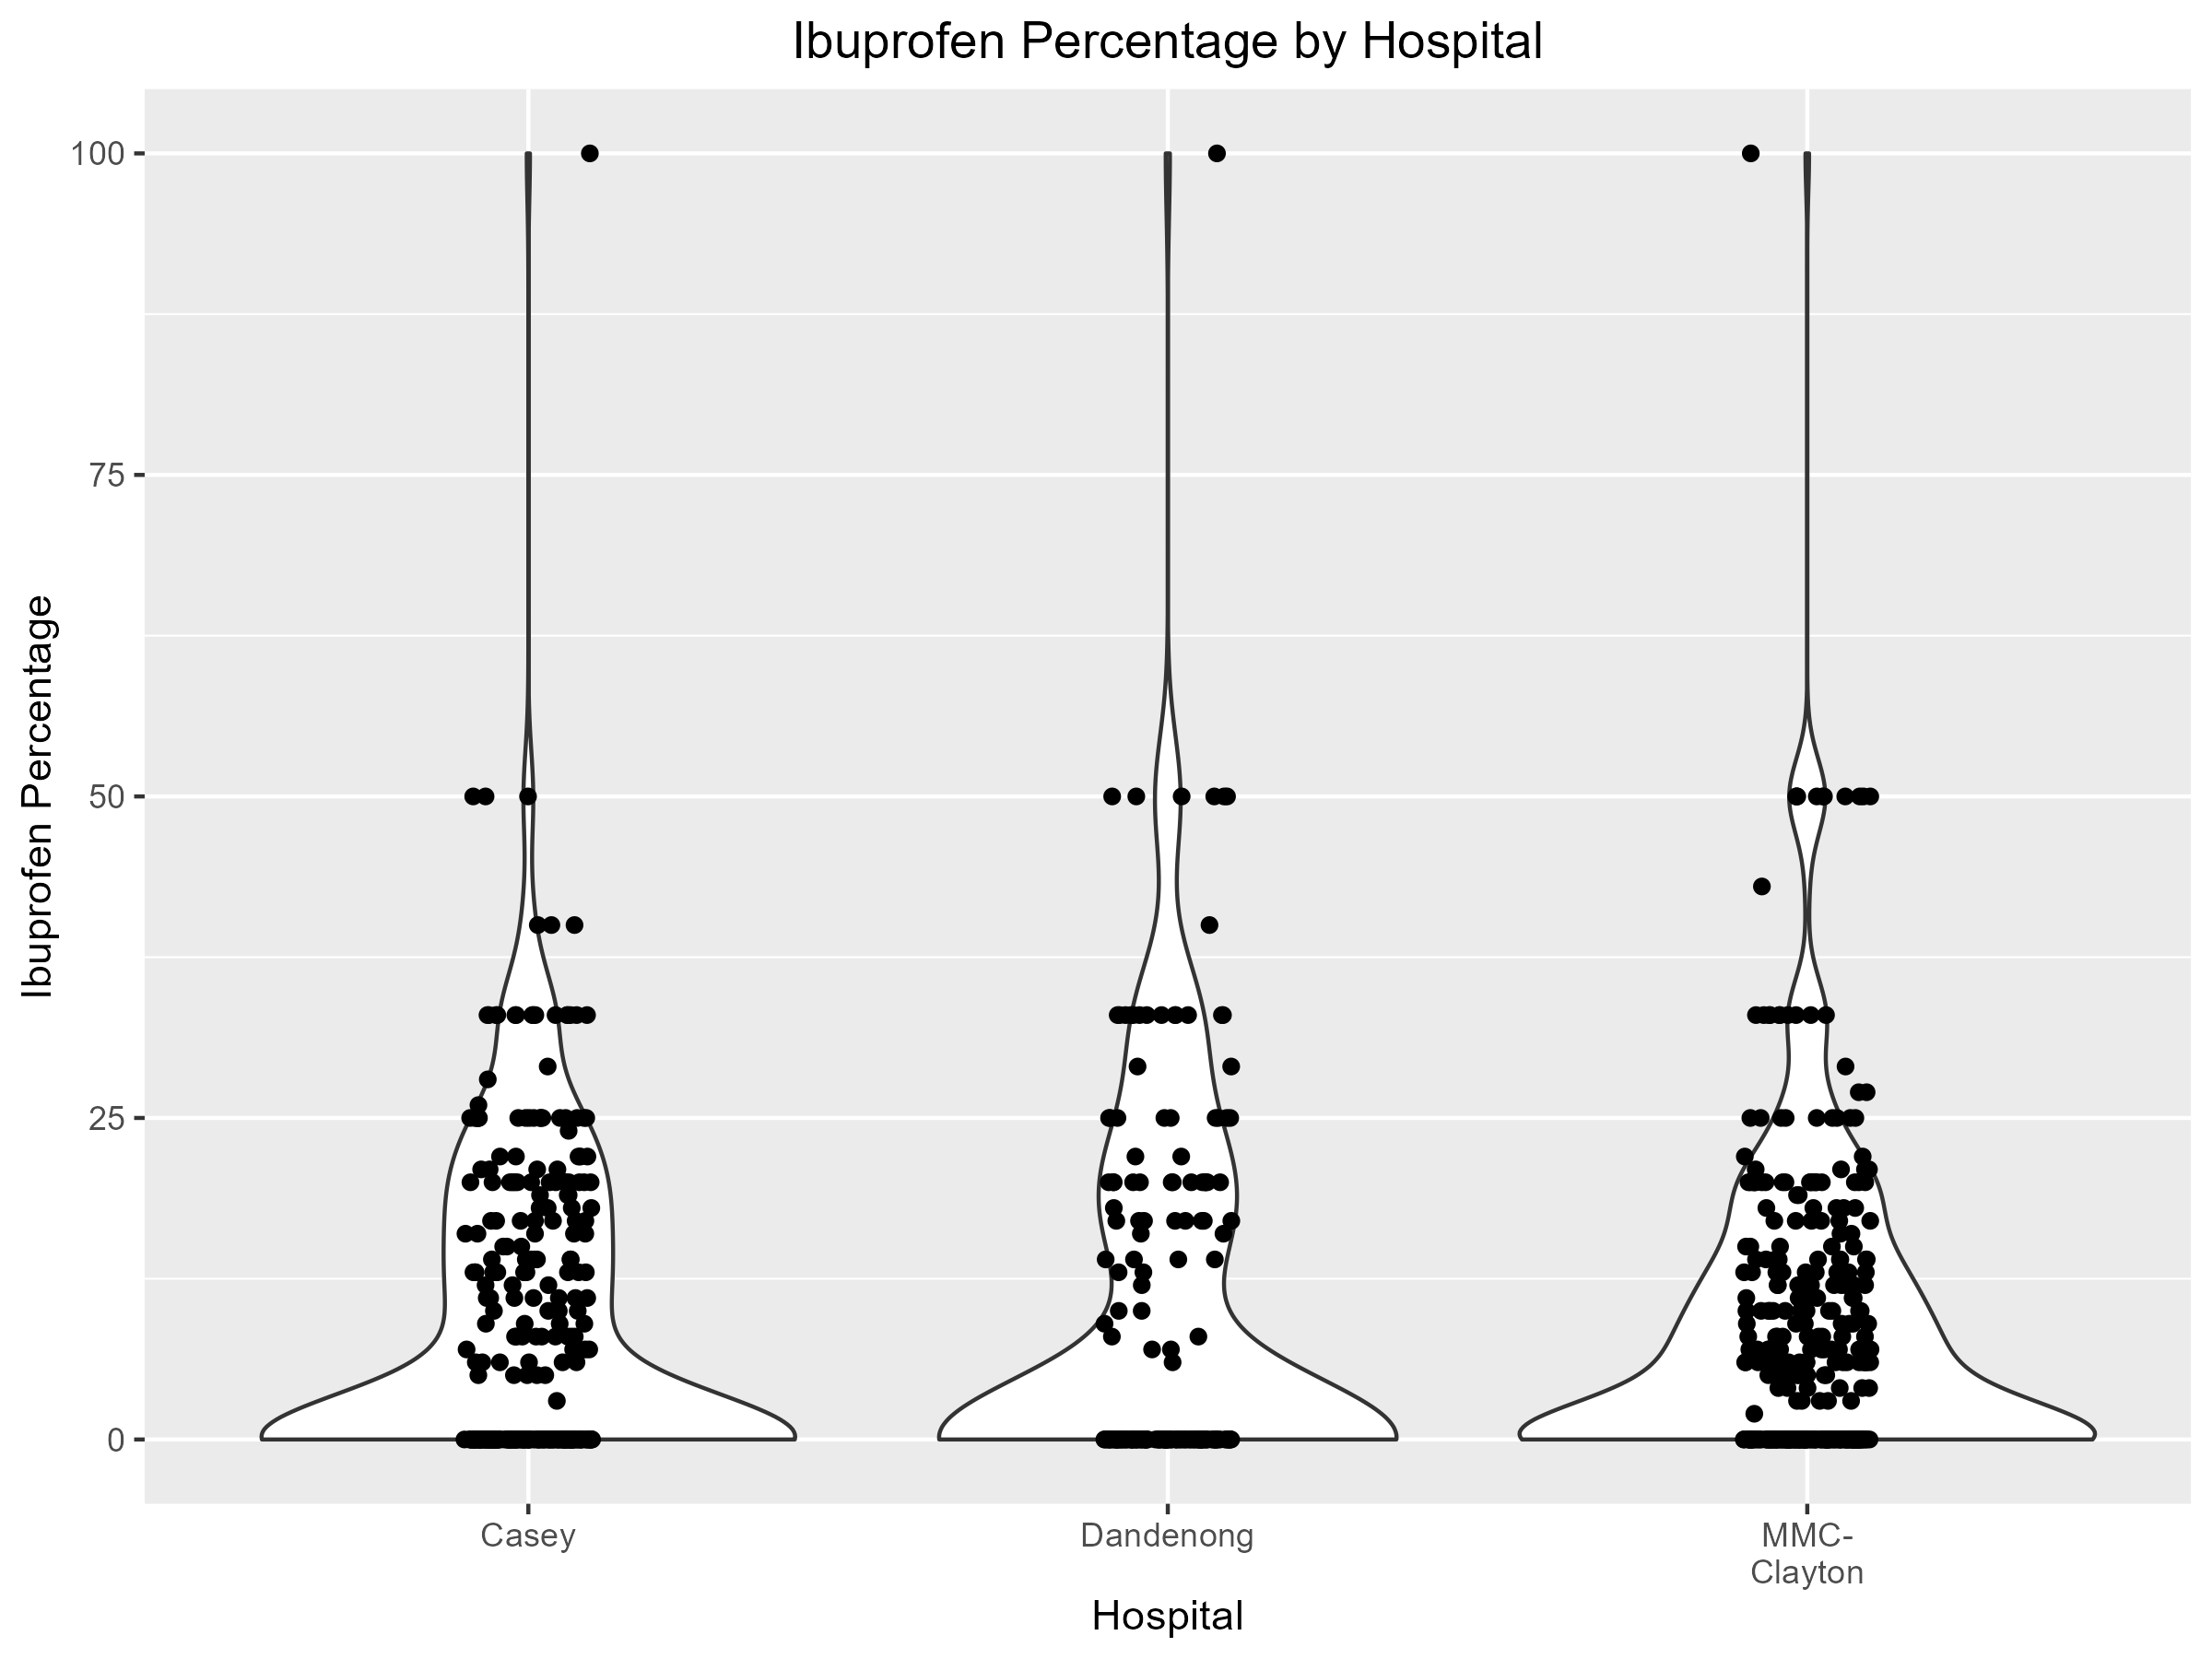 Ibuprofen Percentage by Hospital
Ibuprofen Percentage
100
75
50
25
0
Casey
Dandenong
MMC-
Clayton
Hospital